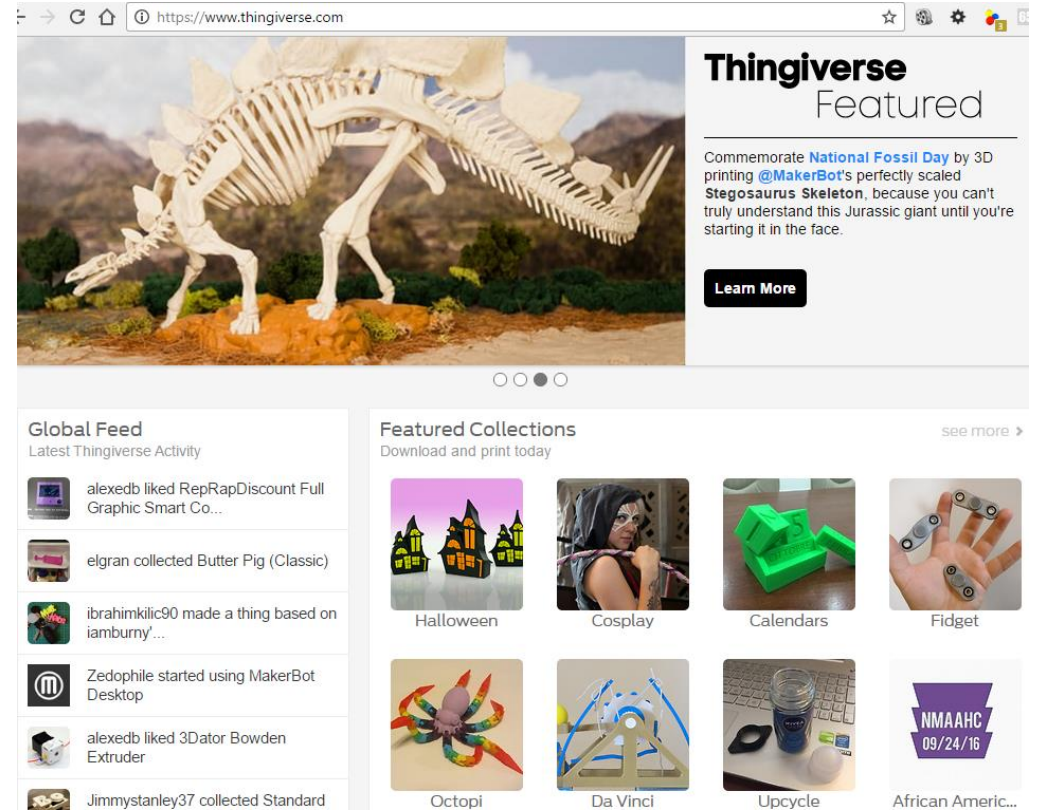 https://www.thingiverse.com
Thingiverse
Featured
Commemorate National Fossil Day by 3D
printing @MakerBot's perfectly scaled
Stegosaurus Skeleton, because you can't
truly understand this Jurassic giant until you're
starting it in the face.
Learn More
Global Feed
Latest Thingiverse Activity
alexedb liked RepRapDiscount Full
Graphic Smart Co...
elgran collected Butter Pig (Classic)
ibrahimkilic90 made a thing based on
iamburny'...
Zedophile started using MakerBot
Desktop
alexedb liked 3Dator Bowden
Extruder
Jimmystanley37 collected Standard
Featured Collections
see more >
Download and print today
Halloween
Cosplay
Calendars
Fidget
NIVEA
NMAAHC
09/24/16
Octopi
Da Vinci
Upcycle
African Americ...